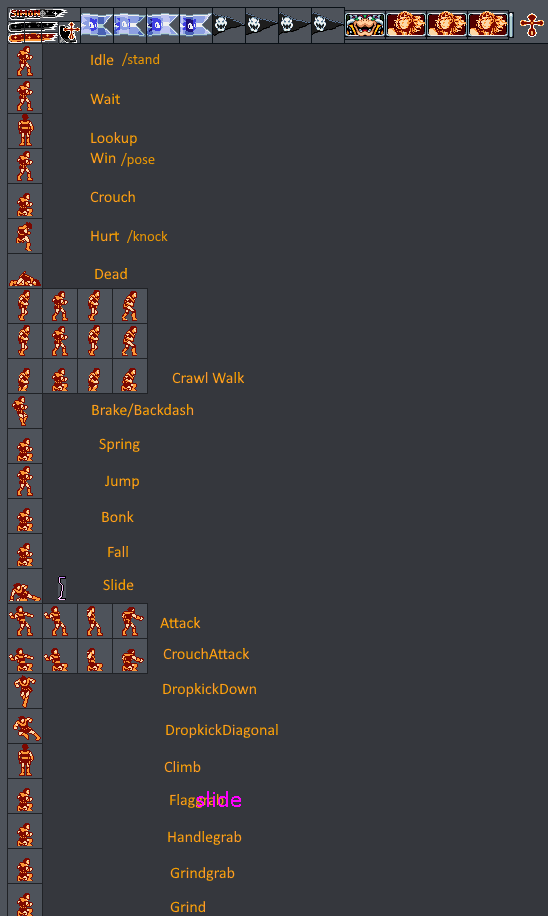 Idle /stand
Wait
Lookup
Win /pose
Crouch
Hurt /knock
Dead
Crawl Walk
Brake/Backdash
Spring
Jump
Bonk
Fall
Slide
Attack
CrouchAttack
DropkickDown
DropkickDiagonal
Climb
Flaggrab slide
Handlegrab
Grindgrab
Grind